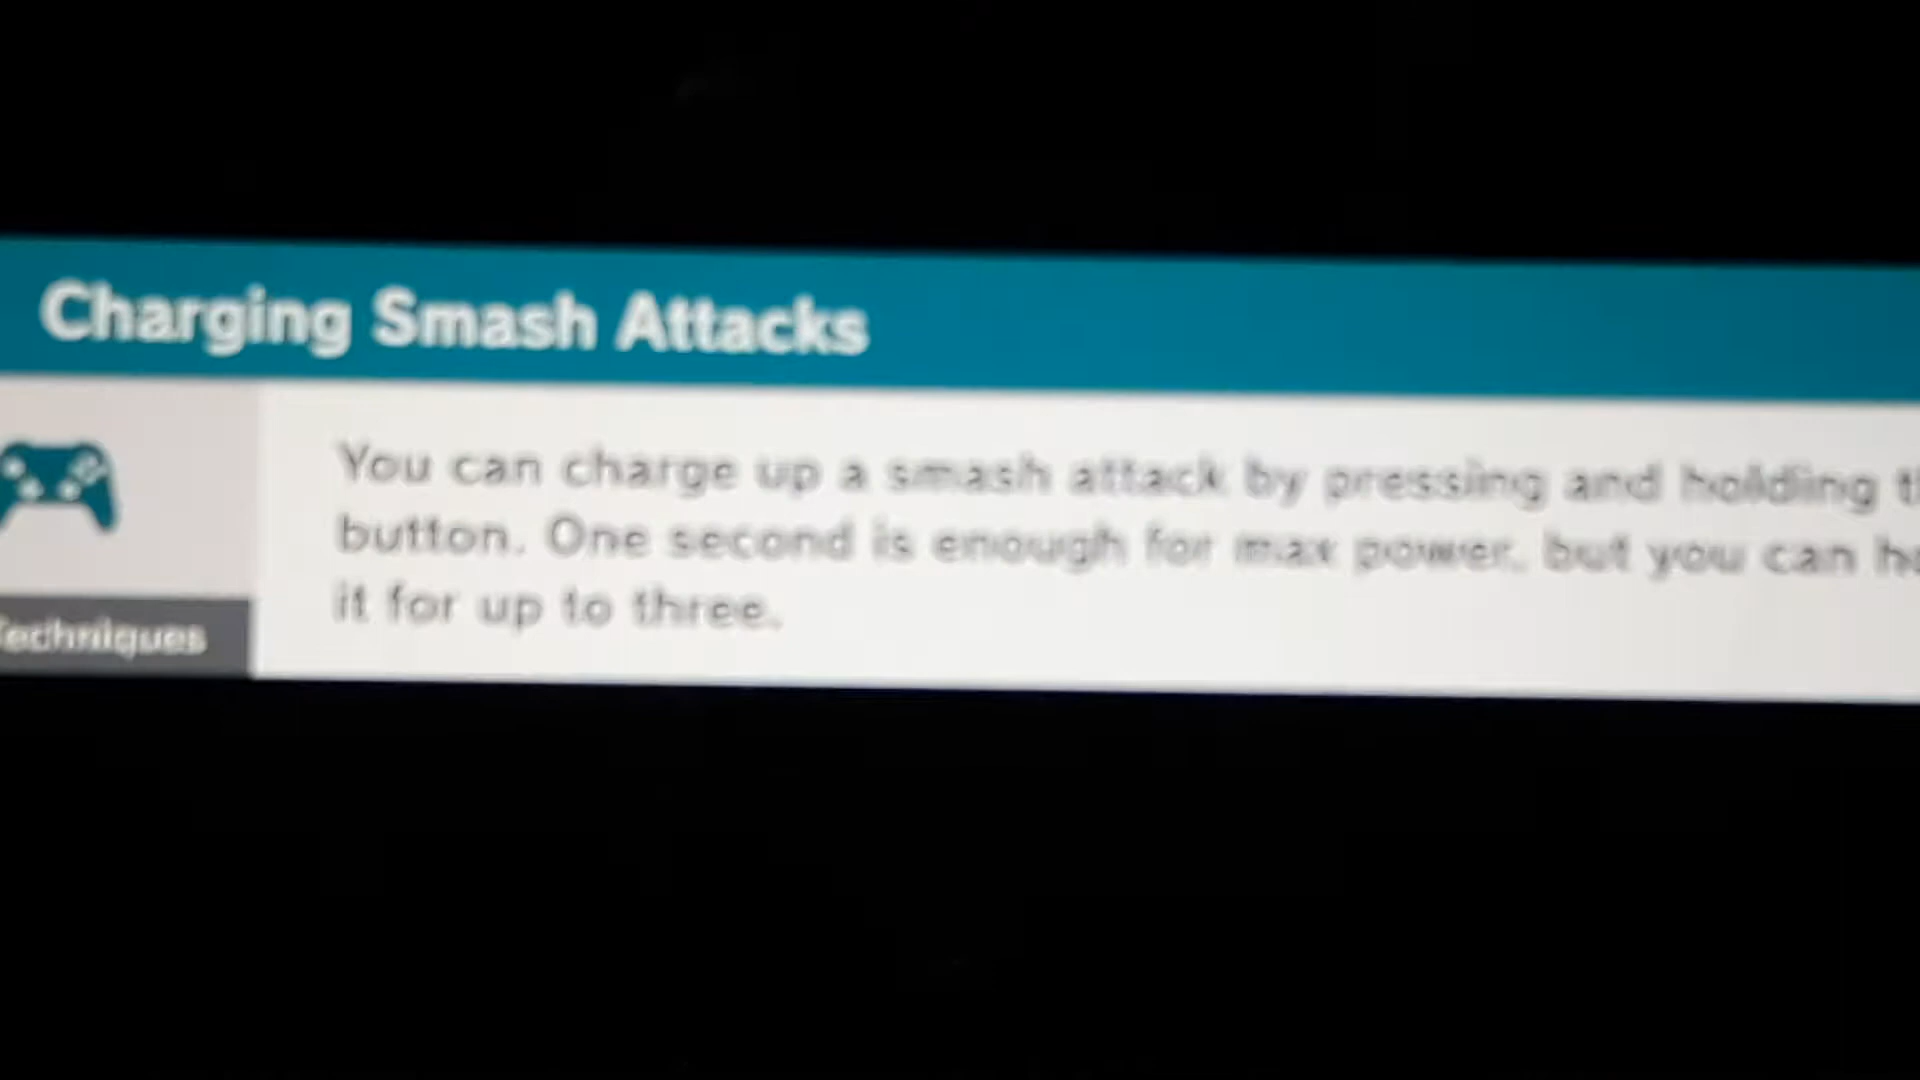 Charging Smash Attacks
You can charge up a smash attack by pressing and holding
button. One second is enough for max power, but you can
it for up to three.
Techniques